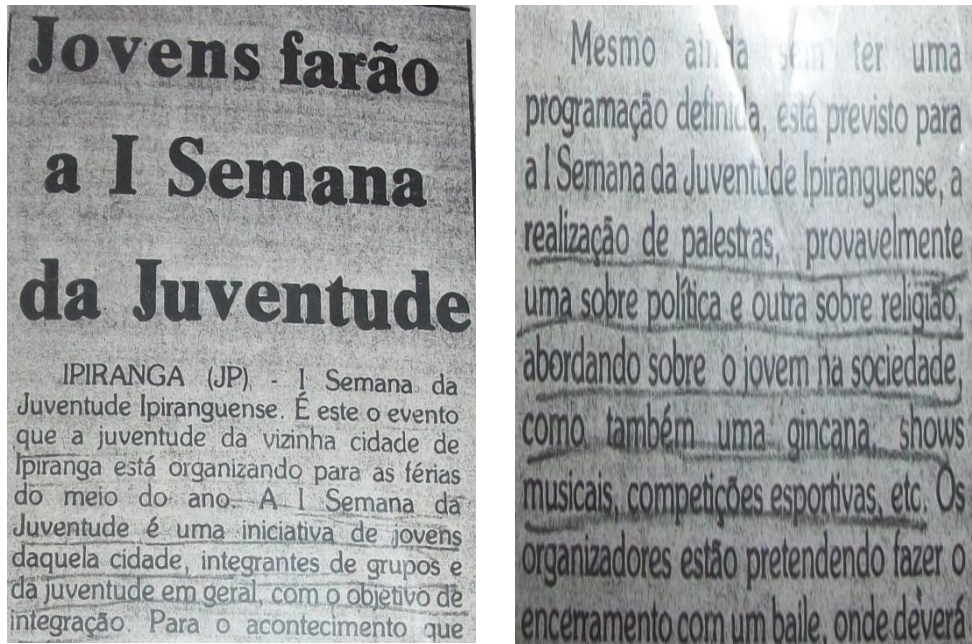 Jovens farão
a I Semana
da Juventude
IPIRANGA (JP) - I Semana da
Juventude Ipiranguense. É este o evento
que a juventude da vizinha cidade de
Ipiranga está organizando para as férias
do meio do ano. A I Semana da
Juventude é uma iniciativa de jovens
daquela cidade, integrantes de grupos e
da juventude em geral, com o objetivo de
integração. Para o acontecimento que
Mesmo ainda sem ter uma
programação definida, está previsto para
a I Semana da Juventude Ipiranguense, a
realização de palestras, provavelmente
uma sobre política e outra sobre religião,
abordando sobre o jovem na sociedade,
como também uma gincana, shows
musicais, competições esportivas, etc. Os
organizadores estão pretendendo fazer o
encerramento com um baile, onde deverá